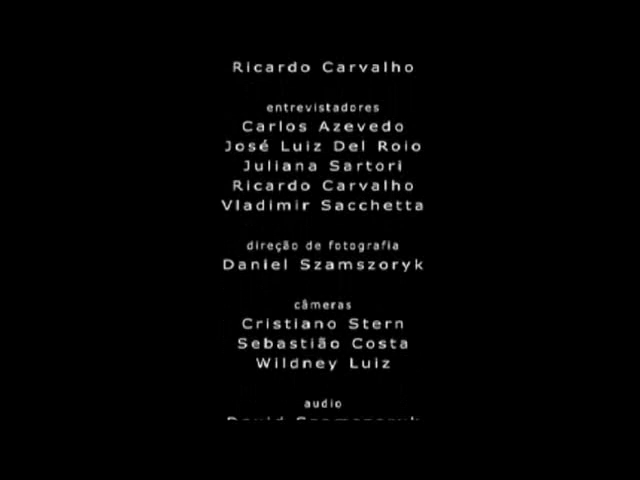 Ricardo Carvalho
entrevistadores
Carlos Azevedo
José Luiz Del Roio
Juliana Sartori
Ricardo Carvalho
Vladimir Sacchetta
direção de fotografia
Daniel Szamszoryk
câmeras
Cristiano Stern
Sebastião Costa
Wildney Luiz
audio